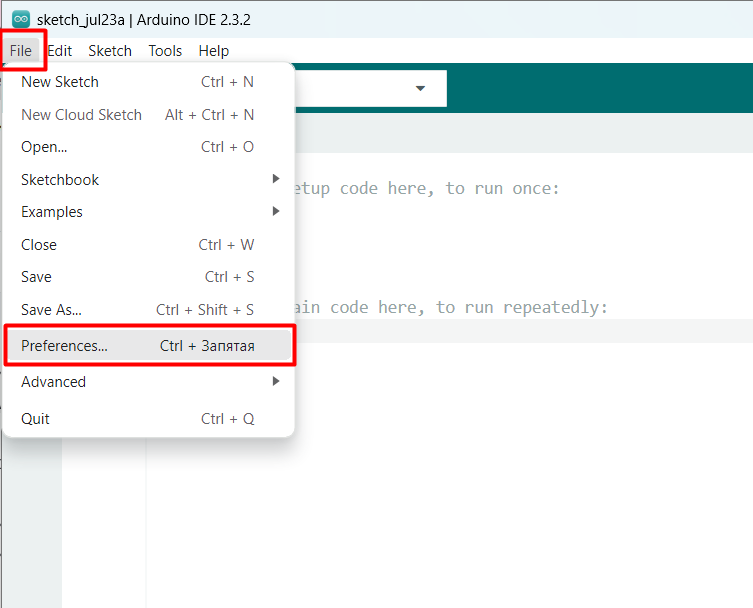 sketch_jul23a | Arduino IDE 2.3.2
File Edit Sketch Tools Help
New Sketch Ctrl + N
New Cloud Sketch Alt + Ctrl + N
Open... Ctrl + O
Sketchbook
etup code here, to run once:
Examples
Close Ctrl + W
Save Ctrl + S
Save As... Ctrl + Shift + S
ain code here, to run repeatedly:
Preferences... Ctrl + Запятая
Advanced
Quit Ctrl + Q